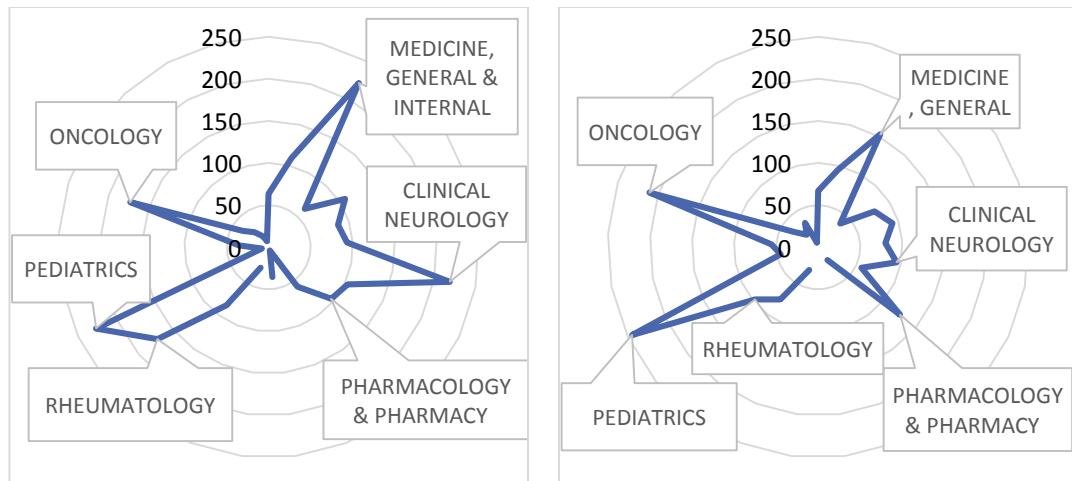 250
200
150
100
50
0
MEDICINE,
GENERAL &
INTERNAL
ONCOLOGY
CLINICAL
NEUROLOGY
PEDIATRICS
RHEUMATOLOGY
PHARMACOLOGY
& PHARMACY
250
200
150
100
50
0
MEDICINE
, GENERAL
ONCOLOGY
CLINICAL
NEUROLOGY
RHEUMATOLOGY
PEDIATRICS
PHARMACOLOGY
& PHARMACY